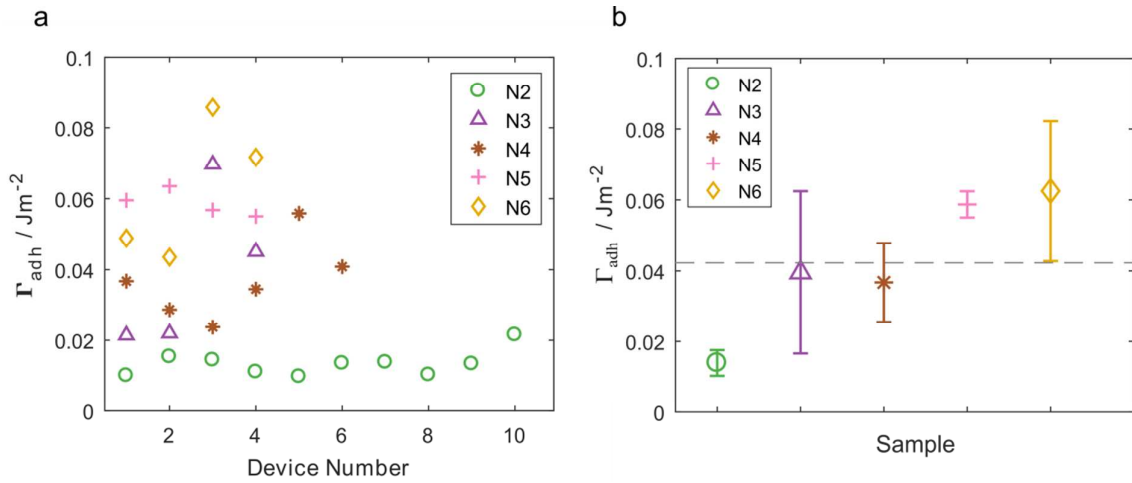 a
Γadh / Jm-2
0.1
0.08
0.06
0.04
0.02
0
2
4
6
8
10
Device Number
N2
N3
N4
N5
N6
b
Γadh / Jm-2
0.1
0.08
0.06
0.04
0.02
0
Sample
N2
N3
N4
N5
N6